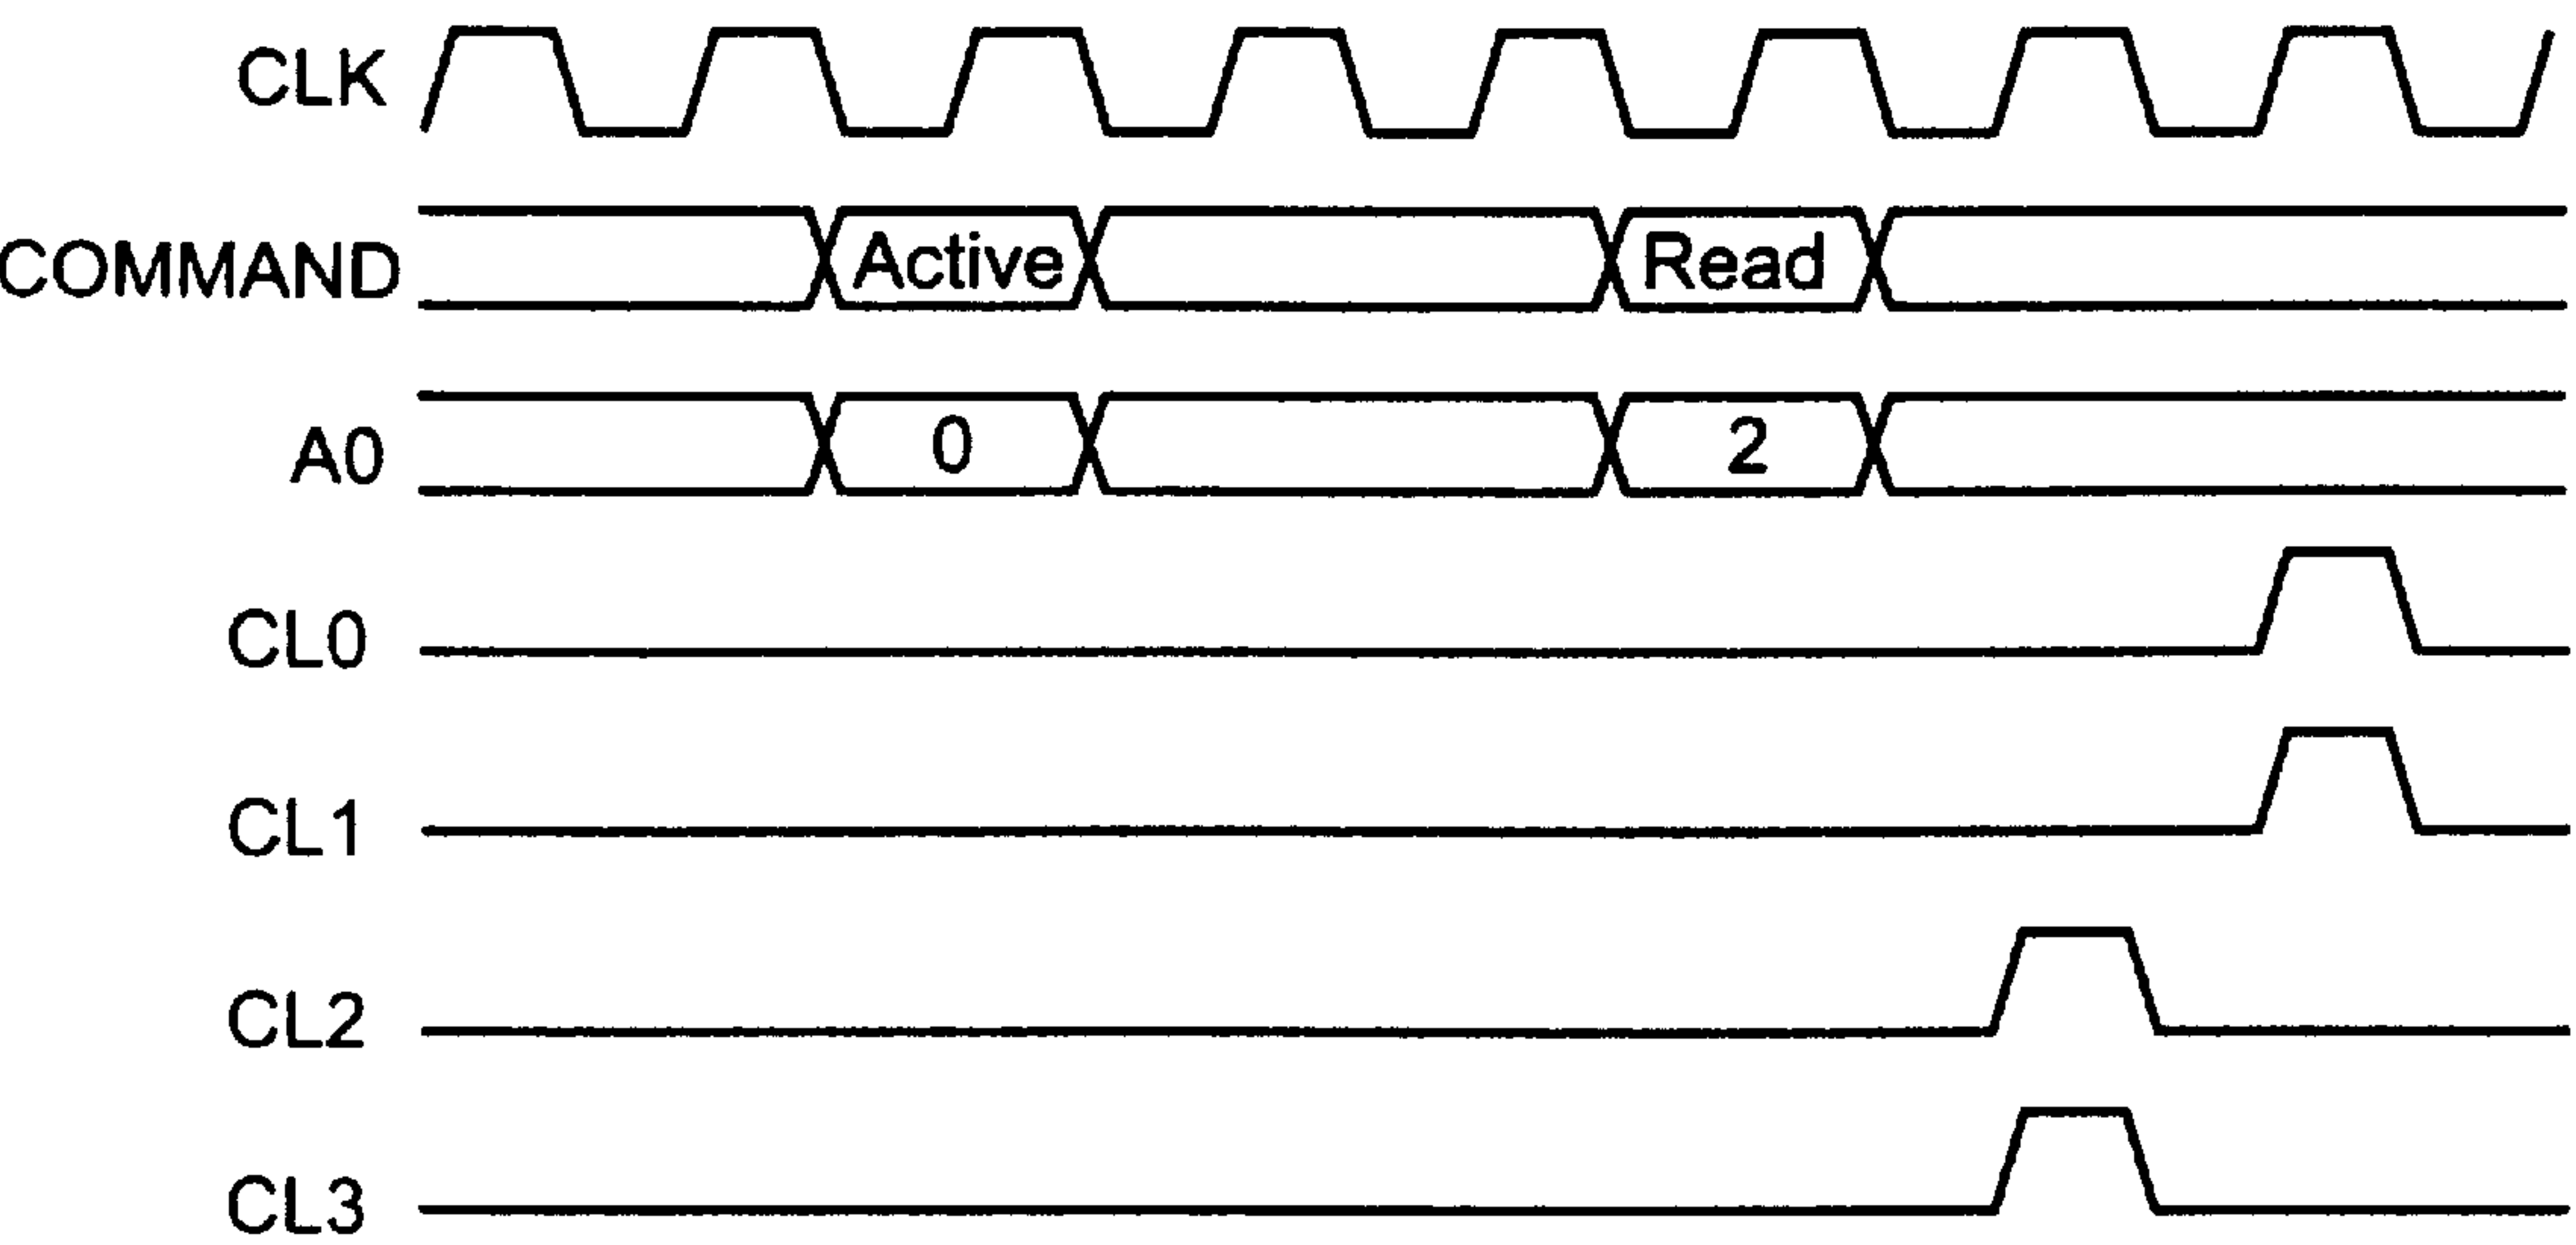 CLK
COMMAND Active Read
A0 0 2
CL0
CL1
CL2
CL3